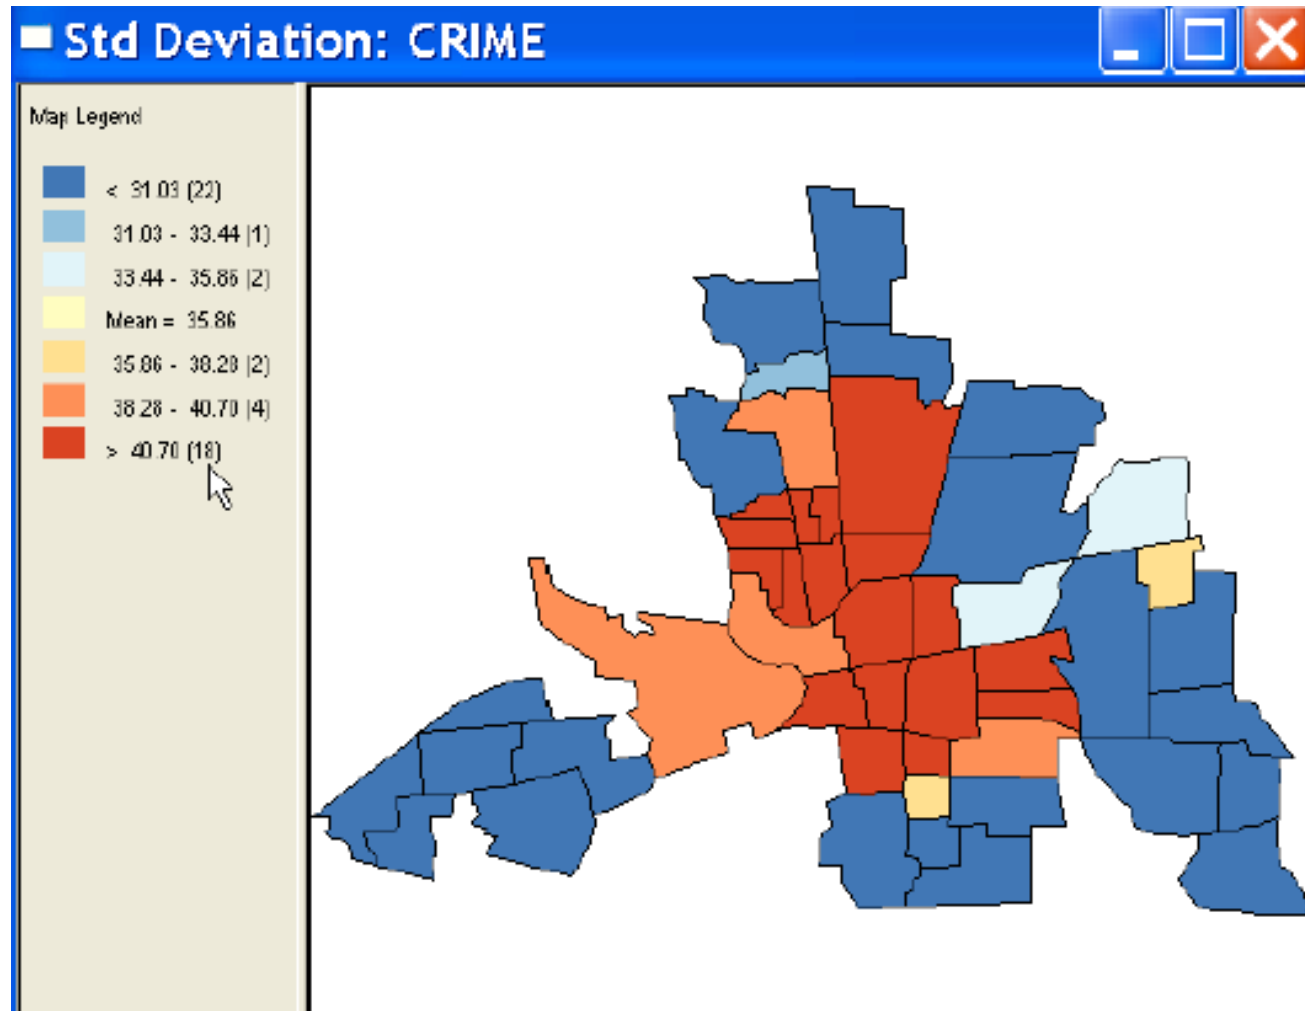 Std Deviation: CRIME
Map Legend
< 31.03 (22)
31.03 - 33.44 (1)
33.44 - 35.86 (2)
Mean = 35.86
35.86 - 38.28 (2)
38.28 - 40.70 (4)
> 40.70 (18)